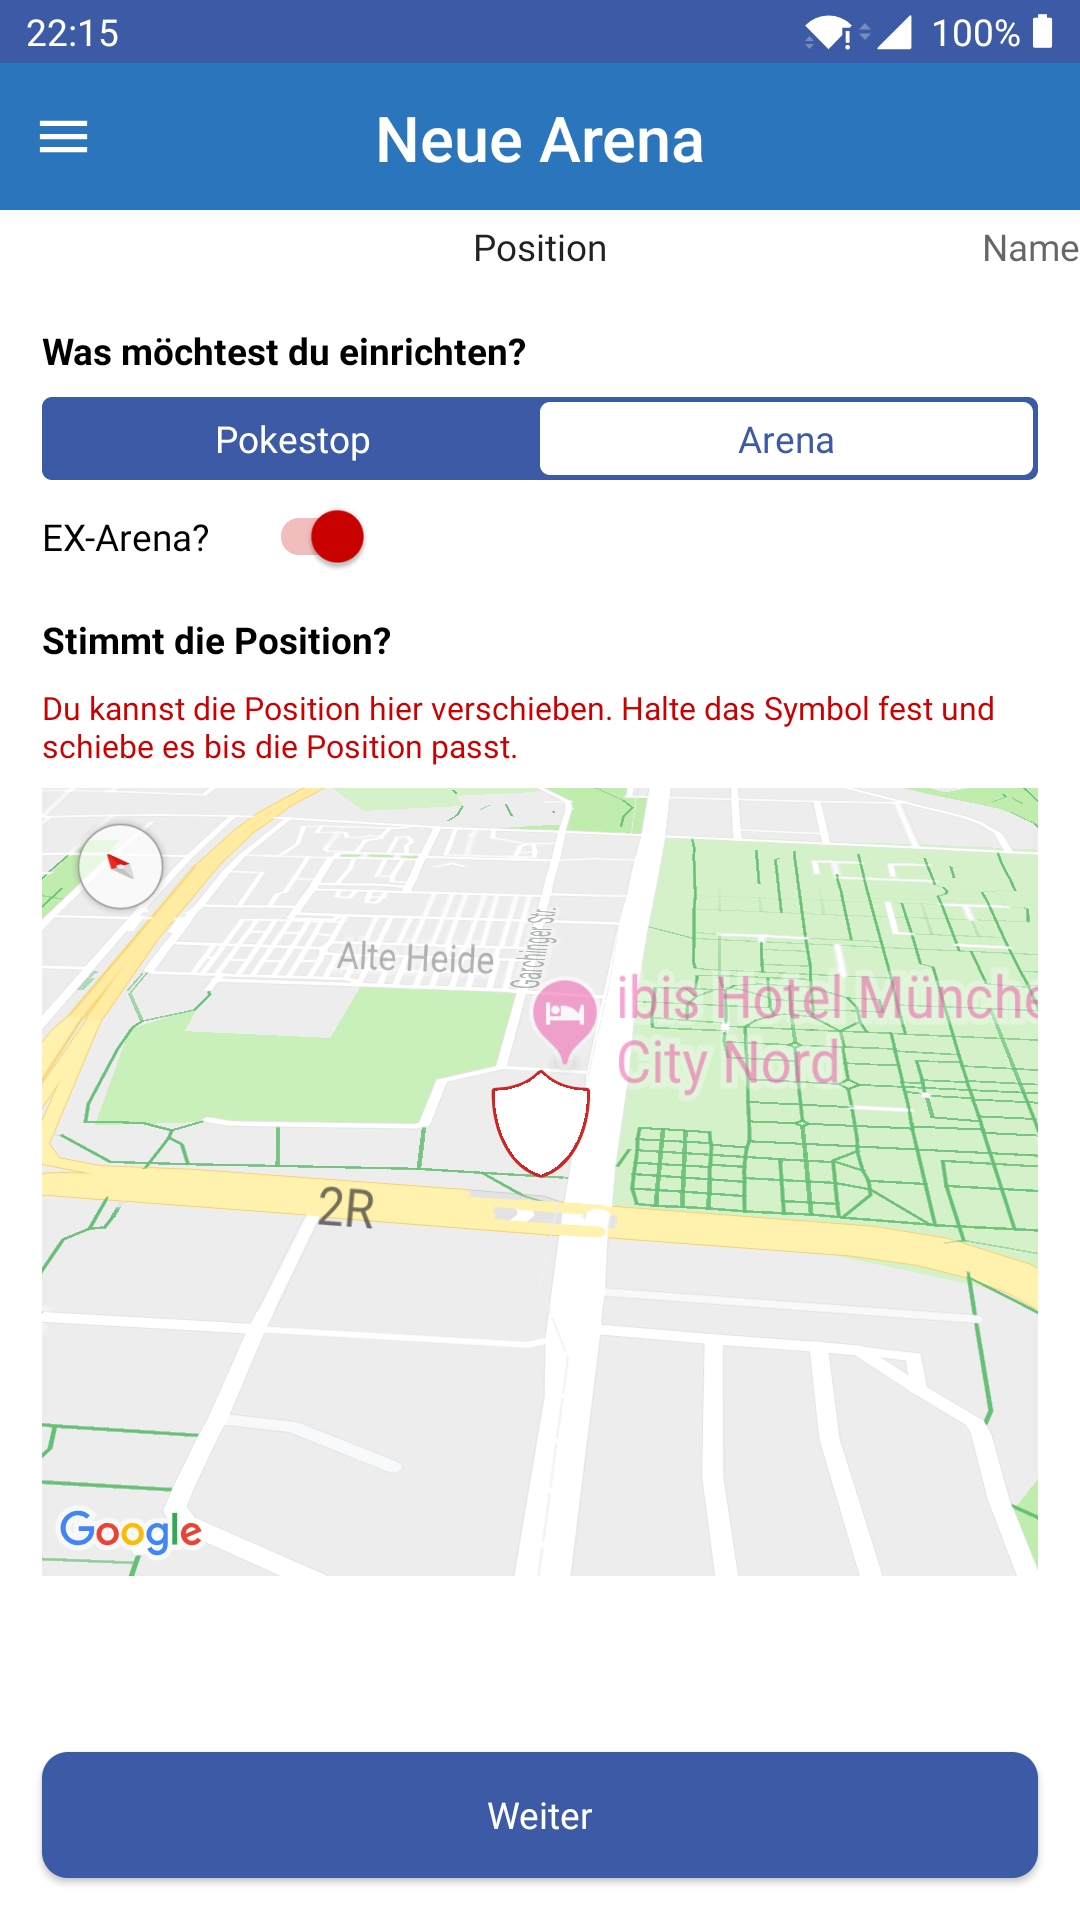 22:15
100%
Neue Arena
Position
Name
Was möchtest du einrichten?
Pokestop
Arena
EX-Arena?
Stimmt die Position?
Du kannst die Position hier verschieben. Halte das Symbol fest und
schiebe es bis die Position passt.
Garchinger Str.
Alte Heide
ibis Hotel Münche
City Nord
2R
Google
Weiter